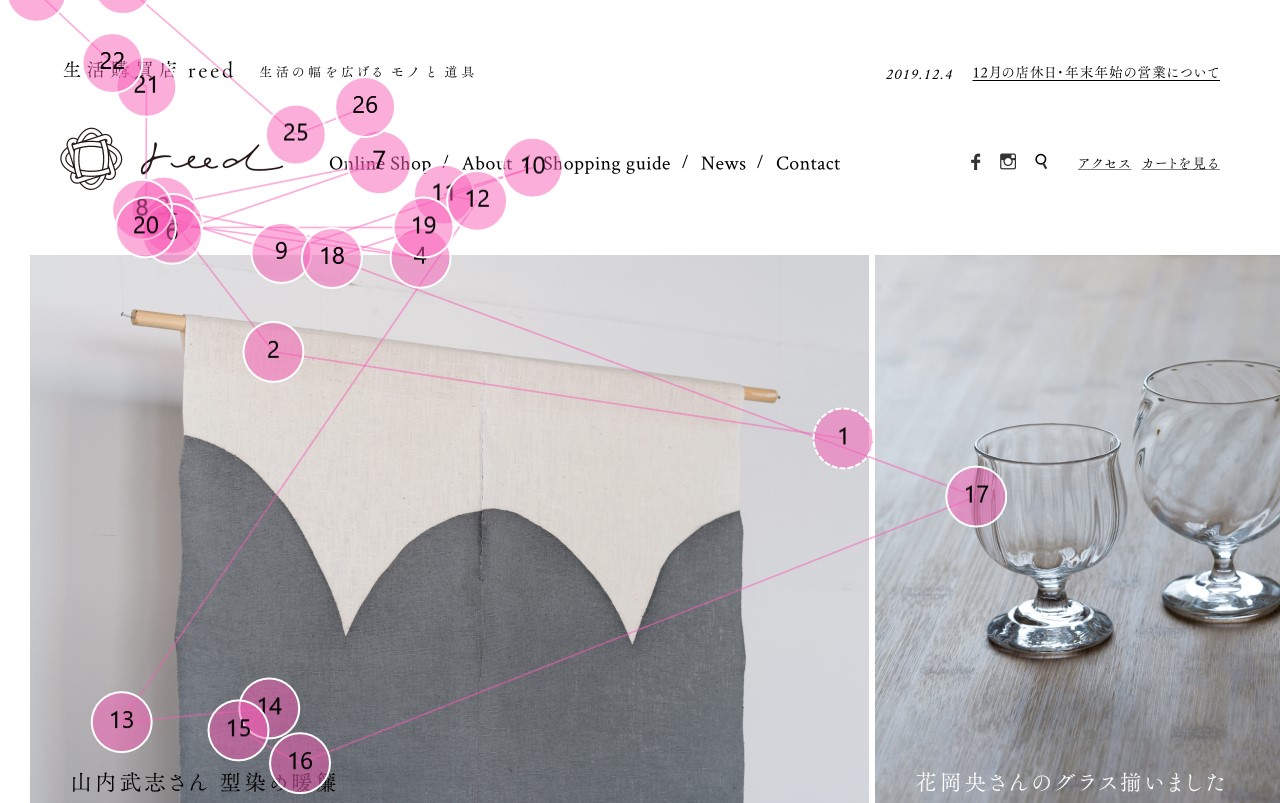 生活購買店 reed
生活の幅を広げる モノと道具
2019.12.4 12月の店休日・年末年始の営業について
reed
Online Shop / About / Shopping guide / News / Contact
アクセス カートを見る
22
21
26
25
7
10
11
12
8
20
6
19
9
18
4
2
1
17
13
14
15
16
山内武志さん 型染の暖簾
花岡央さんのグラス揃いました